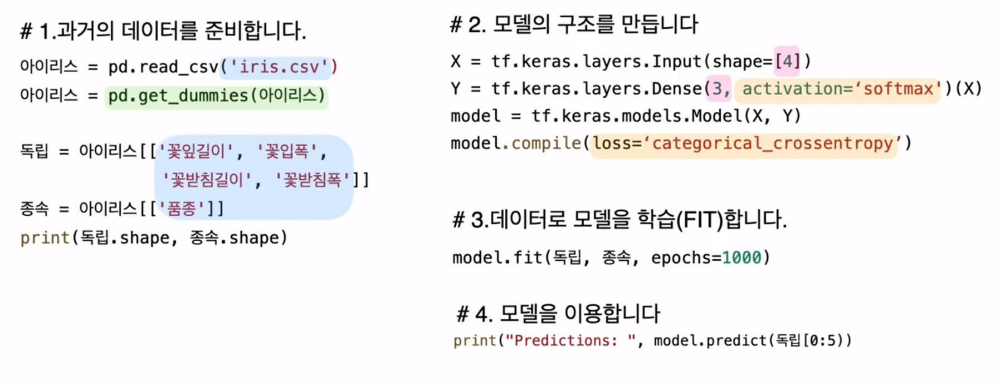 # 1.과거의 데이터를 준비합니다.
아이리스 = pd.read_csv('iris.csv')
아이리스 = pd.get_dummies(아이리스)
독립 = 아이리스[['꽃잎길이', '꽃입폭',
'꽃받침길이', '꽃받침폭']]
종속 = 아이리스[['품종']]
print(독립.shape, 종속.shape)
# 2. 모델의 구조를 만듭니다
X = tf.keras.layers.Input(shape=[4])
Y = tf.keras.layers.Dense(3, activation=‘softmax')(X)
model = tf.keras.models.Model(X, Y)
model.compile(loss=‘categorical_crossentropy’)
# 3.데이터로 모델을 학습(FIT)합니다.
model.fit(독립, 종속, epochs=1000)
# 4. 모델을 이용합니다
print("Predictions: ", model.predict(독립[0:5))